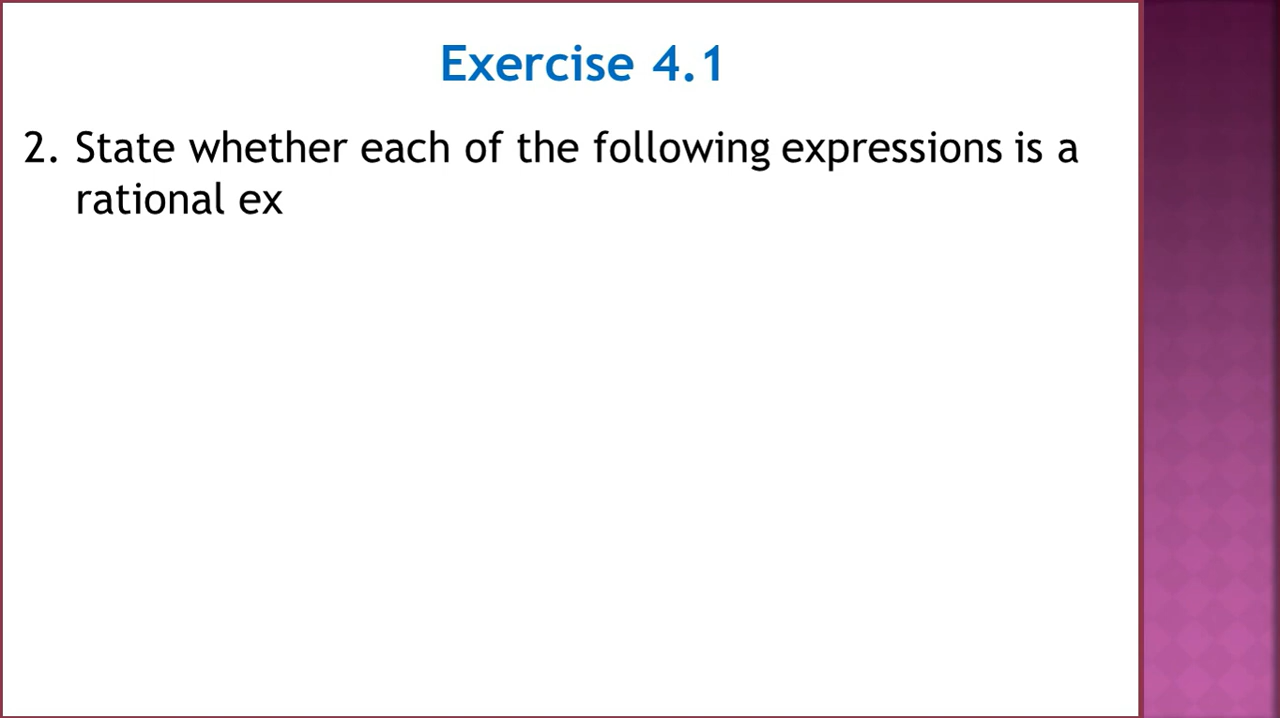 Exercise 4.1
2. State whether each of the following expressions is a
rational ex